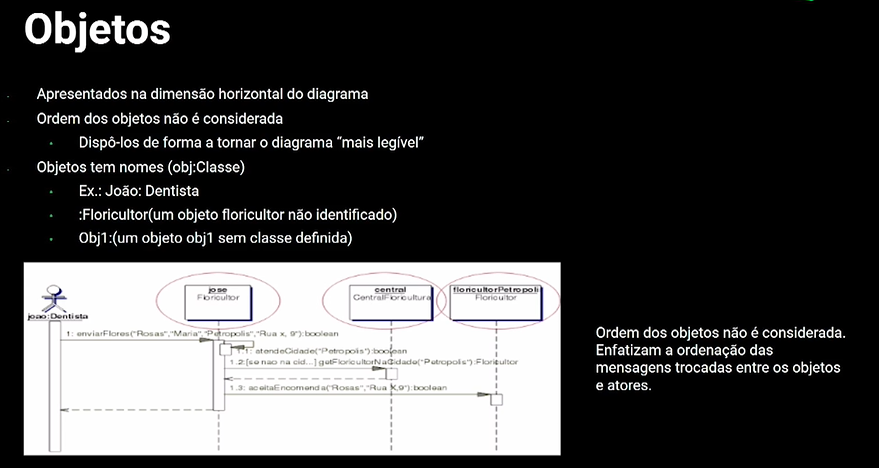 Objetos
Apresentados na dimensão horizontal do diagrama
Ordem dos objetos não é considerada
Dispô-los de forma a tornar o diagrama “mais legível”
Objetos tem nomes (obj:Classe)
Ex.: João: Dentista
:Floricultor(um objeto floricultor não identificado)
Obj1:(um objeto obj1 sem classe definida)
joao:Dentista
jose
Floricultor
central
CentralFloricultura
floricultorPetropoli
Floricultor
1: enviarFlores("Rosas","Maria","Petropolis","Rua x, 9"):boolean
1.1: atendeCidade("Petropolis"):boolean
1.2:[se nao na cid...] getFloricultorNaCidade("Petropolis"):Floricultor
1.3: aceitaEncomenda("Rosas","Rua X,9"):boolean
Ordem dos objetos não é considerada.
Enfatizam a ordenação das
mensagens trocadas entre os objetos
e atores.